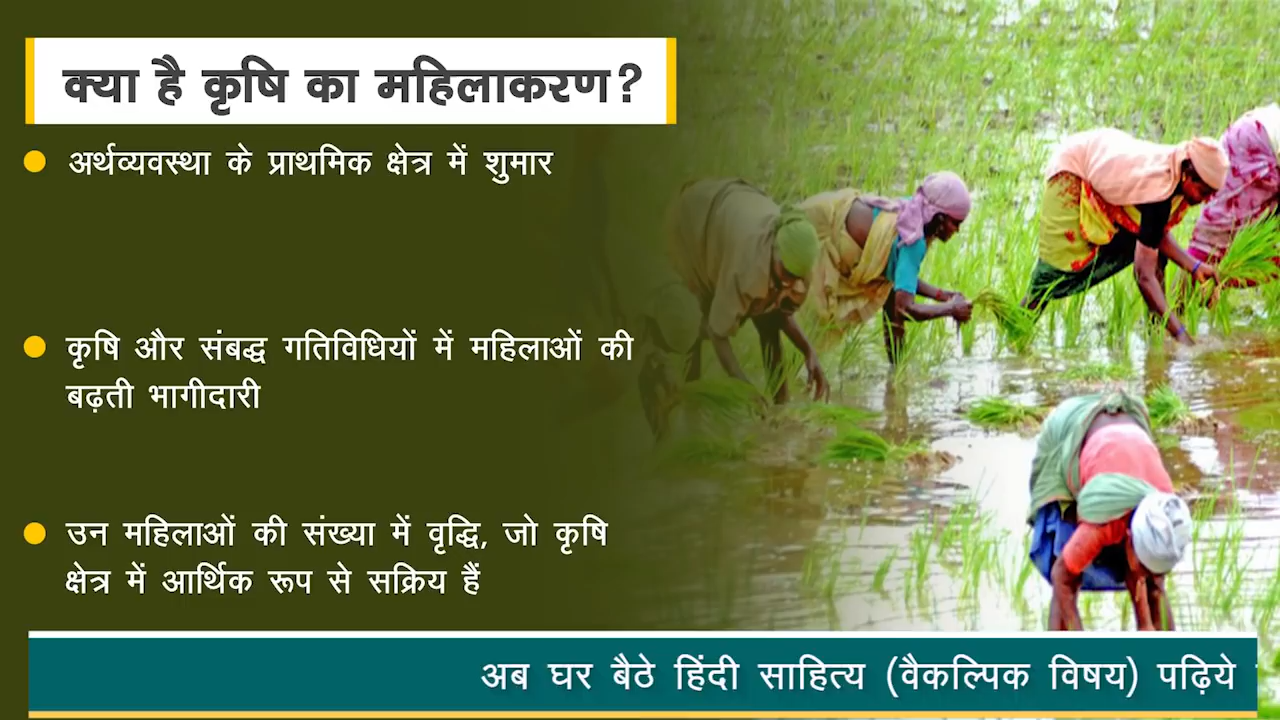 क्या है कृषि का महिलाकरण?
अर्थव्यवस्था के प्राथमिक क्षेत्र में शुमार
कृषि और संबद्ध गतिविधियों में महिलाओं की
बढ़ती भागीदारी
उन महिलाओं की संख्या में वृद्धि, जो कृषि
क्षेत्र में आर्थिक रूप से सक्रिय हैं
अब घर बैठे हिंदी साहित्य (वैकल्पिक विषय) पढ़िये